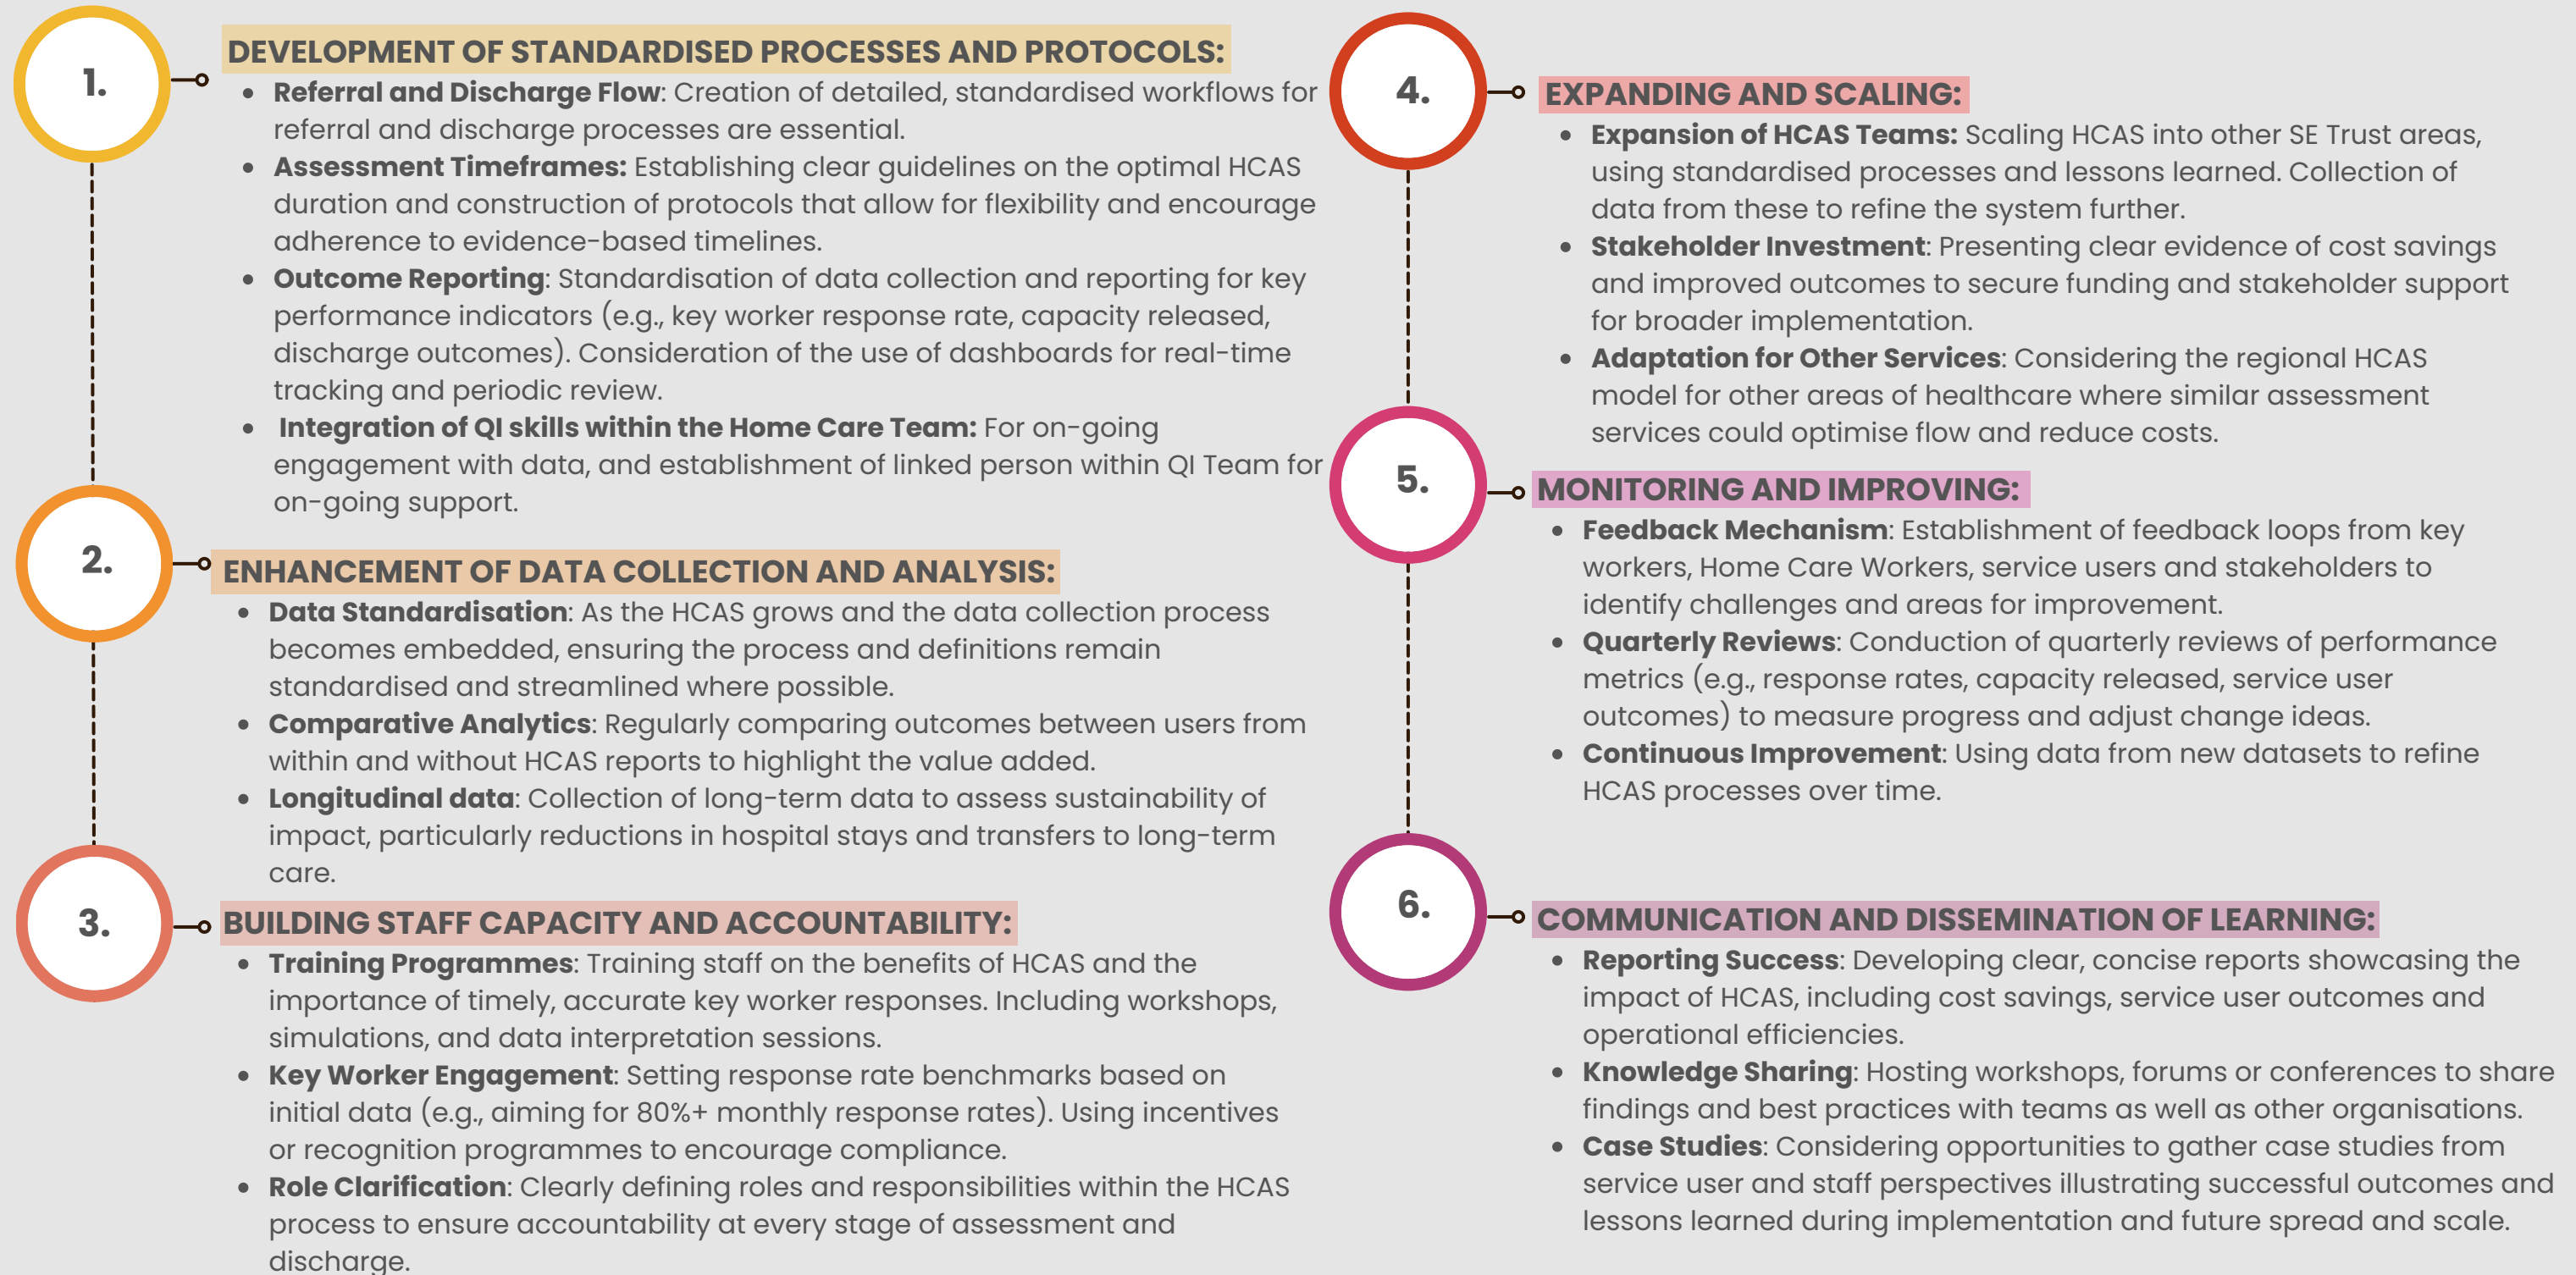 1.
DEVELOPMENT OF STANDARDISED PROCESSES AND PROTOCOLS:
• Referral and Discharge Flow: Creation of detailed, standardised workflows for
referral and discharge processes are essential.
• Assessment Timeframes: Establishing clear guidelines on the optimal HCAS
duration and construction of protocols that allow for flexibility and encourage
adherence to evidence-based timelines.
• Outcome Reporting: Standardisation of data collection and reporting for key
performance indicators (e.g., key worker response rate, capacity released,
discharge outcomes). Consideration of the use of dashboards for real-time
tracking and periodic review.
• Integration of QI skills within the Home Care Team: For on-going
engagement with data, and establishment of linked person within QI Team for
on-going support.
2.
ENHANCEMENT OF DATA COLLECTION AND ANALYSIS:
• Data Standardisation: As the HCAS grows and the data collection process
becomes embedded, ensuring the process and definitions remain
standardised and streamlined where possible.
• Comparative Analytics: Regularly comparing outcomes between users from
within and without HCAS reports to highlight the value added.
• Longitudinal data: Collection of long-term data to assess sustainability of
impact, particularly reductions in hospital stays and transfers to long-term
care.
3.
BUILDING STAFF CAPACITY AND ACCOUNTABILITY:
• Training Programmes: Training staff on the benefits of HCAS and the
importance of timely, accurate key worker responses. Including workshops,
simulations, and data interpretation sessions.
• Key Worker Engagement: Setting response rate benchmarks based on
initial data (e.g., aiming for 80%+ monthly response rates). Using incentives
or recognition programmes to encourage compliance.
• Role Clarification: Clearly defining roles and responsibilities within the HCAS
process to ensure accountability at every stage of assessment and
discharge.
4.
EXPANDING AND SCALING:
• Expansion of HCAS Teams: Scaling HCAS into other SE Trust areas,
using standardised processes and lessons learned. Collection of
data from these to refine the system further.
• Stakeholder Investment: Presenting clear evidence of cost savings
and improved outcomes to secure funding and stakeholder support
for broader implementation.
• Adaptation for Other Services: Considering the regional HCAS
model for other areas of healthcare where similar assessment
services could optimise flow and reduce costs.
5.
MONITORING AND IMPROVING:
• Feedback Mechanism: Establishment of feedback loops from key
workers, Home Care Workers, service users and stakeholders to
identify challenges and areas for improvement.
• Quarterly Reviews: Conduction of quarterly reviews of performance
metrics (e.g., response rates, capacity released, service user
outcomes) to measure progress and adjust change ideas.
• Continuous Improvement: Using data from new datasets to refine
HCAS processes over time.
6.
COMMUNICATION AND DISSEMINATION OF LEARNING:
• Reporting Success: Developing clear, concise reports showcasing the
impact of HCAS, including cost savings, service user outcomes and
operational efficiencies.
• Knowledge Sharing: Hosting workshops, forums or conferences to share
findings and best practices with teams as well as other organisations.
• Case Studies: Considering opportunities to gather case studies from
service user and staff perspectives illustrating successful outcomes and
lessons learned during implementation and future spread and scale.